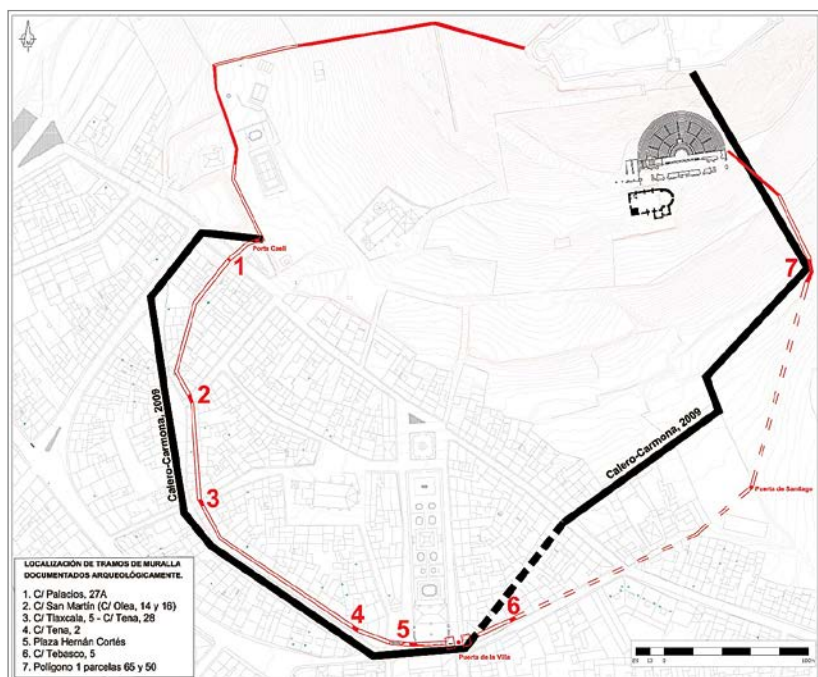 Porta Coeli
1
7
2
Calero-Carmona, 2009
Calero-Carmona, 2009
3
Puerta de Santiago
LOCALIZACIÓN DE TRAMOS DE MURALLA
DOCUMENTADOS ARQUEOLÓGICAMENTE.
1. C/ Palacios, 27A
2. C/ San Martín (C/ Olea, 14 y 16)
3. C/ Tlaxcala, 5 - C/ Tena, 28
4. C/ Tena, 2
5. Plaza Hernán Cortés
6. C/ Tebasco, 5
7. Polígono 1 parcelas 65 y 50
4
5
6
Puerta de la Villa